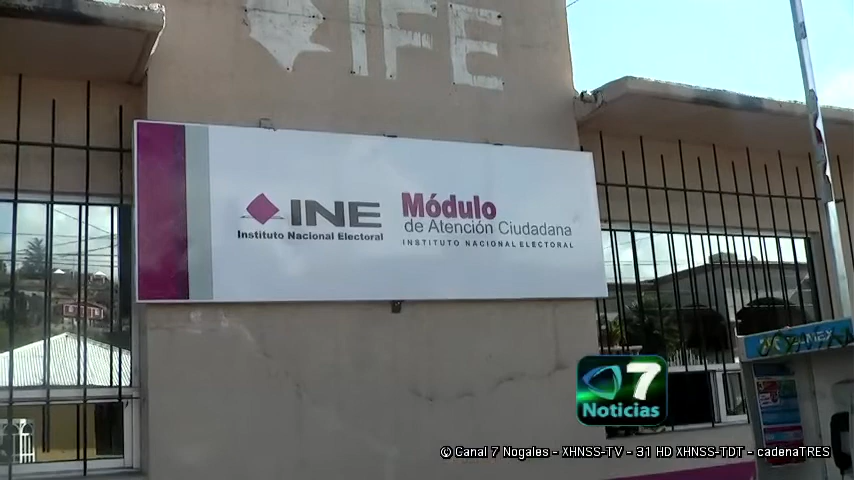 IFE
INE
Instituto Nacional Electoral
Módulo
de Atención Ciudadana
INSTITUTO NACIONAL ELECTORAL
7
Noticias
© Canal 7 Nogales - XHNSS-TV - 31 HD XHNSS-TDT - cadenaTRES